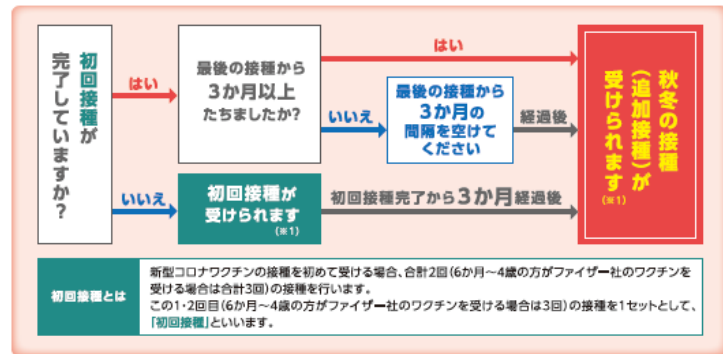 初回接種が
完了していますか?
はい
いいえ
最後の接種から
3か月以上
たちましたか?
はい
いいえ
最後の接種から
3か月の
間隔を空けて
ください
経過後
初回接種が
受けられます
(※1)
初回接種完了から3か月経過後
秋冬の接種
(追加接種)が
受けられます
(※1)
初回接種とは
新型コロナワクチンの接種を初めて受ける場合、合計2回(6か月~4歳の方がファイザー社のワクチンを
受ける場合は合計3回)の接種を行います。
この1・2回目(6か月~4歳の方がファイザー社のワクチンを受ける場合は3回)の接種を1セットとして、
「初回接種」といいます。